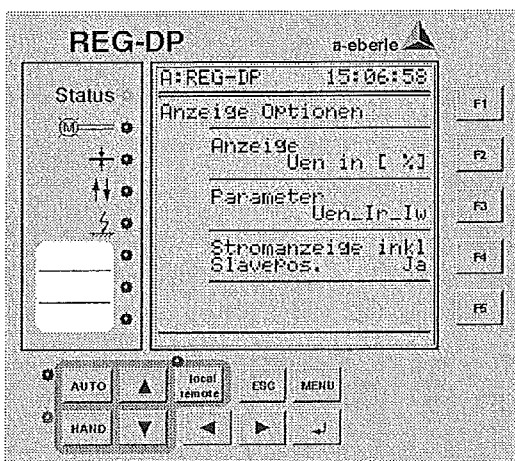 REG-DP
a-eberle
Status
M
A:REG-DP 15:06:58
Anzeige Optionen
Anzeige
Uen in [ %]
Parameter
Uen_Ir_Iw
Stromanzeige inkl
Slavepos. Ja
F1
F2
F3
F4
F5
AUTO
local
remote
ESC
MENU
HAND